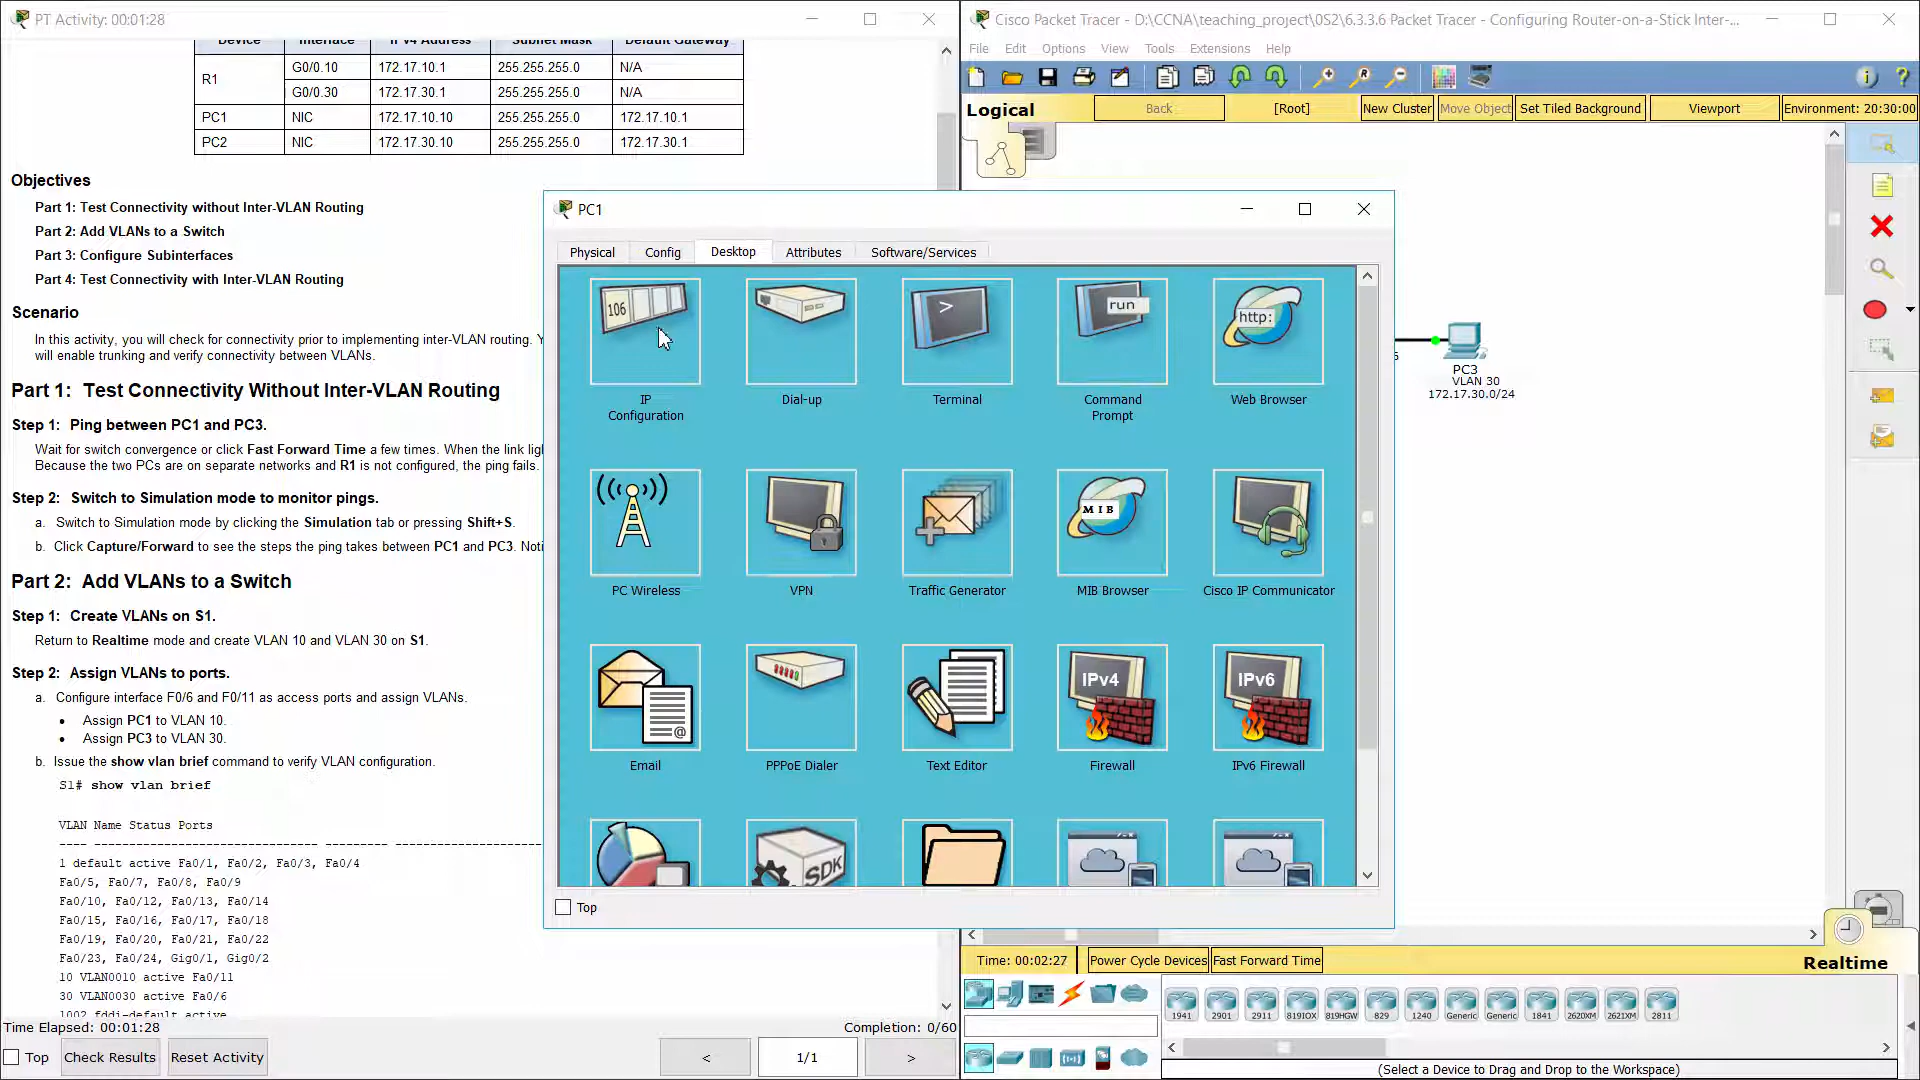 PT Activity: 00:01:28
Device Interface IPv4 Address Subnet Mask Default Gateway
R1 G0/0.10 172.17.10.1 255.255.255.0 N/A
G0/0.30 172.17.30.1 255.255.255.0 N/A
PC1 NIC 172.17.10.10 255.255.255.0 172.17.10.1
PC2 NIC 172.17.30.10 255.255.255.0 172.17.30.1
Objectives
Part 1: Test Connectivity without Inter-VLAN Routing
Part 2: Add VLANs to a Switch
Part 3: Configure Subinterfaces
Part 4: Test Connectivity with Inter-VLAN Routing
Scenario
In this activity, you will check for connectivity prior to implementing inter-VLAN routing. Y
will enable trunking and verify connectivity between VLANs.
Part 1: Test Connectivity Without Inter-VLAN Routing
Step 1: Ping between PC1 and PC3.
Wait for switch convergence or click Fast Forward Time a few times. When the link ligh
Because the two PCs are on separate networks and R1 is not configured, the ping fails.
Step 2: Switch to Simulation mode to monitor pings.
a. Switch to Simulation mode by clicking the Simulation tab or pressing Shift+S.
b. Click Capture/Forward to see the steps the ping takes between PC1 and PC3. Noti
Part 2: Add VLANs to a Switch
Step 1: Create VLANs on S1.
Return to Realtime mode and create VLAN 10 and VLAN 30 on S1.
Step 2: Assign VLANs to ports.
a. Configure interface F0/6 and F0/11 as access ports and assign VLANs.
• Assign PC1 to VLAN 10.
• Assign PC3 to VLAN 30.
b. Issue the show vlan brief command to verify VLAN configuration.
S1# show vlan brief
VLAN Name Status Ports
---- -------------------------------- --------- -------------------
1 default active Fa0/1, Fa0/2, Fa0/3, Fa0/4
Fa0/5, Fa0/7, Fa0/8, Fa0/9
Fa0/10, Fa0/12, Fa0/13, Fa0/14
Fa0/15, Fa0/16, Fa0/17, Fa0/18
Fa0/19, Fa0/20, Fa0/21, Fa0/22
Fa0/23, Fa0/24, Gig0/1, Gig0/2
10 VLAN0010 active Fa0/11
30 VLAN0030 active Fa0/6
1002 fddi-default active
Time Elapsed: 00:01:28 Completion: 0/60
Top Check Results Reset Activity < 1/1 >
PC1
Physical Config Desktop Attributes Software/Services
106 > run http:
IP Configuration Dial-up Terminal Command Prompt Web Browser
MIB
PC Wireless VPN Traffic Generator MIB Browser Cisco IP Communicator
@ IPv4 IPv6
Email PPPoE Dialer Text Editor Firewall IPv6 Firewall
SDK
Top
Cisco Packet Tracer - D:\CCNA\teaching_project\0S2\6.3.3.6 Packet Tracer - Configuring Router-on-a-Stick Inter-...
File Edit Options View Tools Extensions Help
R
i ?
Logical Back [Root] New Cluster Move Object Set Tiled Background Viewport Environment: 20:30:00
PC3
VLAN 30
172.17.30.0/24
Time: 00:02:27 Power Cycle Devices Fast Forward Time Realtime
1941 2901 2911 819IOX 819HGW 829 1240 Generic Generic 1841 2620XM 2621XM 2811
(Select a Device to Drag and Drop to the Workspace)